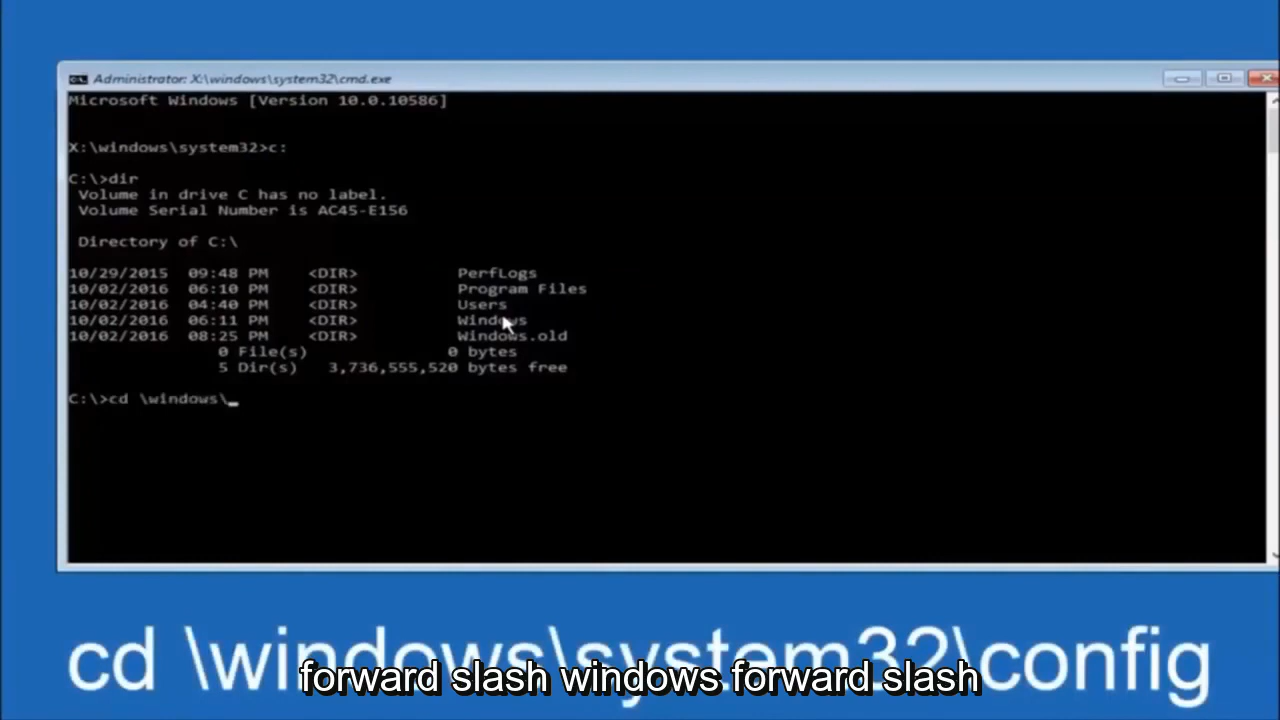 Administrator: X:\windows\system32\cmd.exe
Microsoft Windows [Version 10.0.10586]
X:\windows\system32>c:
C:\>dir
Volume in drive C has no label.
Volume Serial Number is AC45-E156
Directory of C:\
10/29/2015 09:48 PM <DIR> PerfLogs
10/02/2016 06:10 PM <DIR> Program Files
10/02/2016 04:40 PM <DIR> Users
10/02/2016 06:11 PM <DIR> Windows
10/02/2016 08:25 PM <DIR> Windows.old
0 File(s) 0 bytes
5 Dir(s) 3,736,555,520 bytes free
C:\>cd \windows\_
cd \windows\system32\config
forward slash windows forward slash